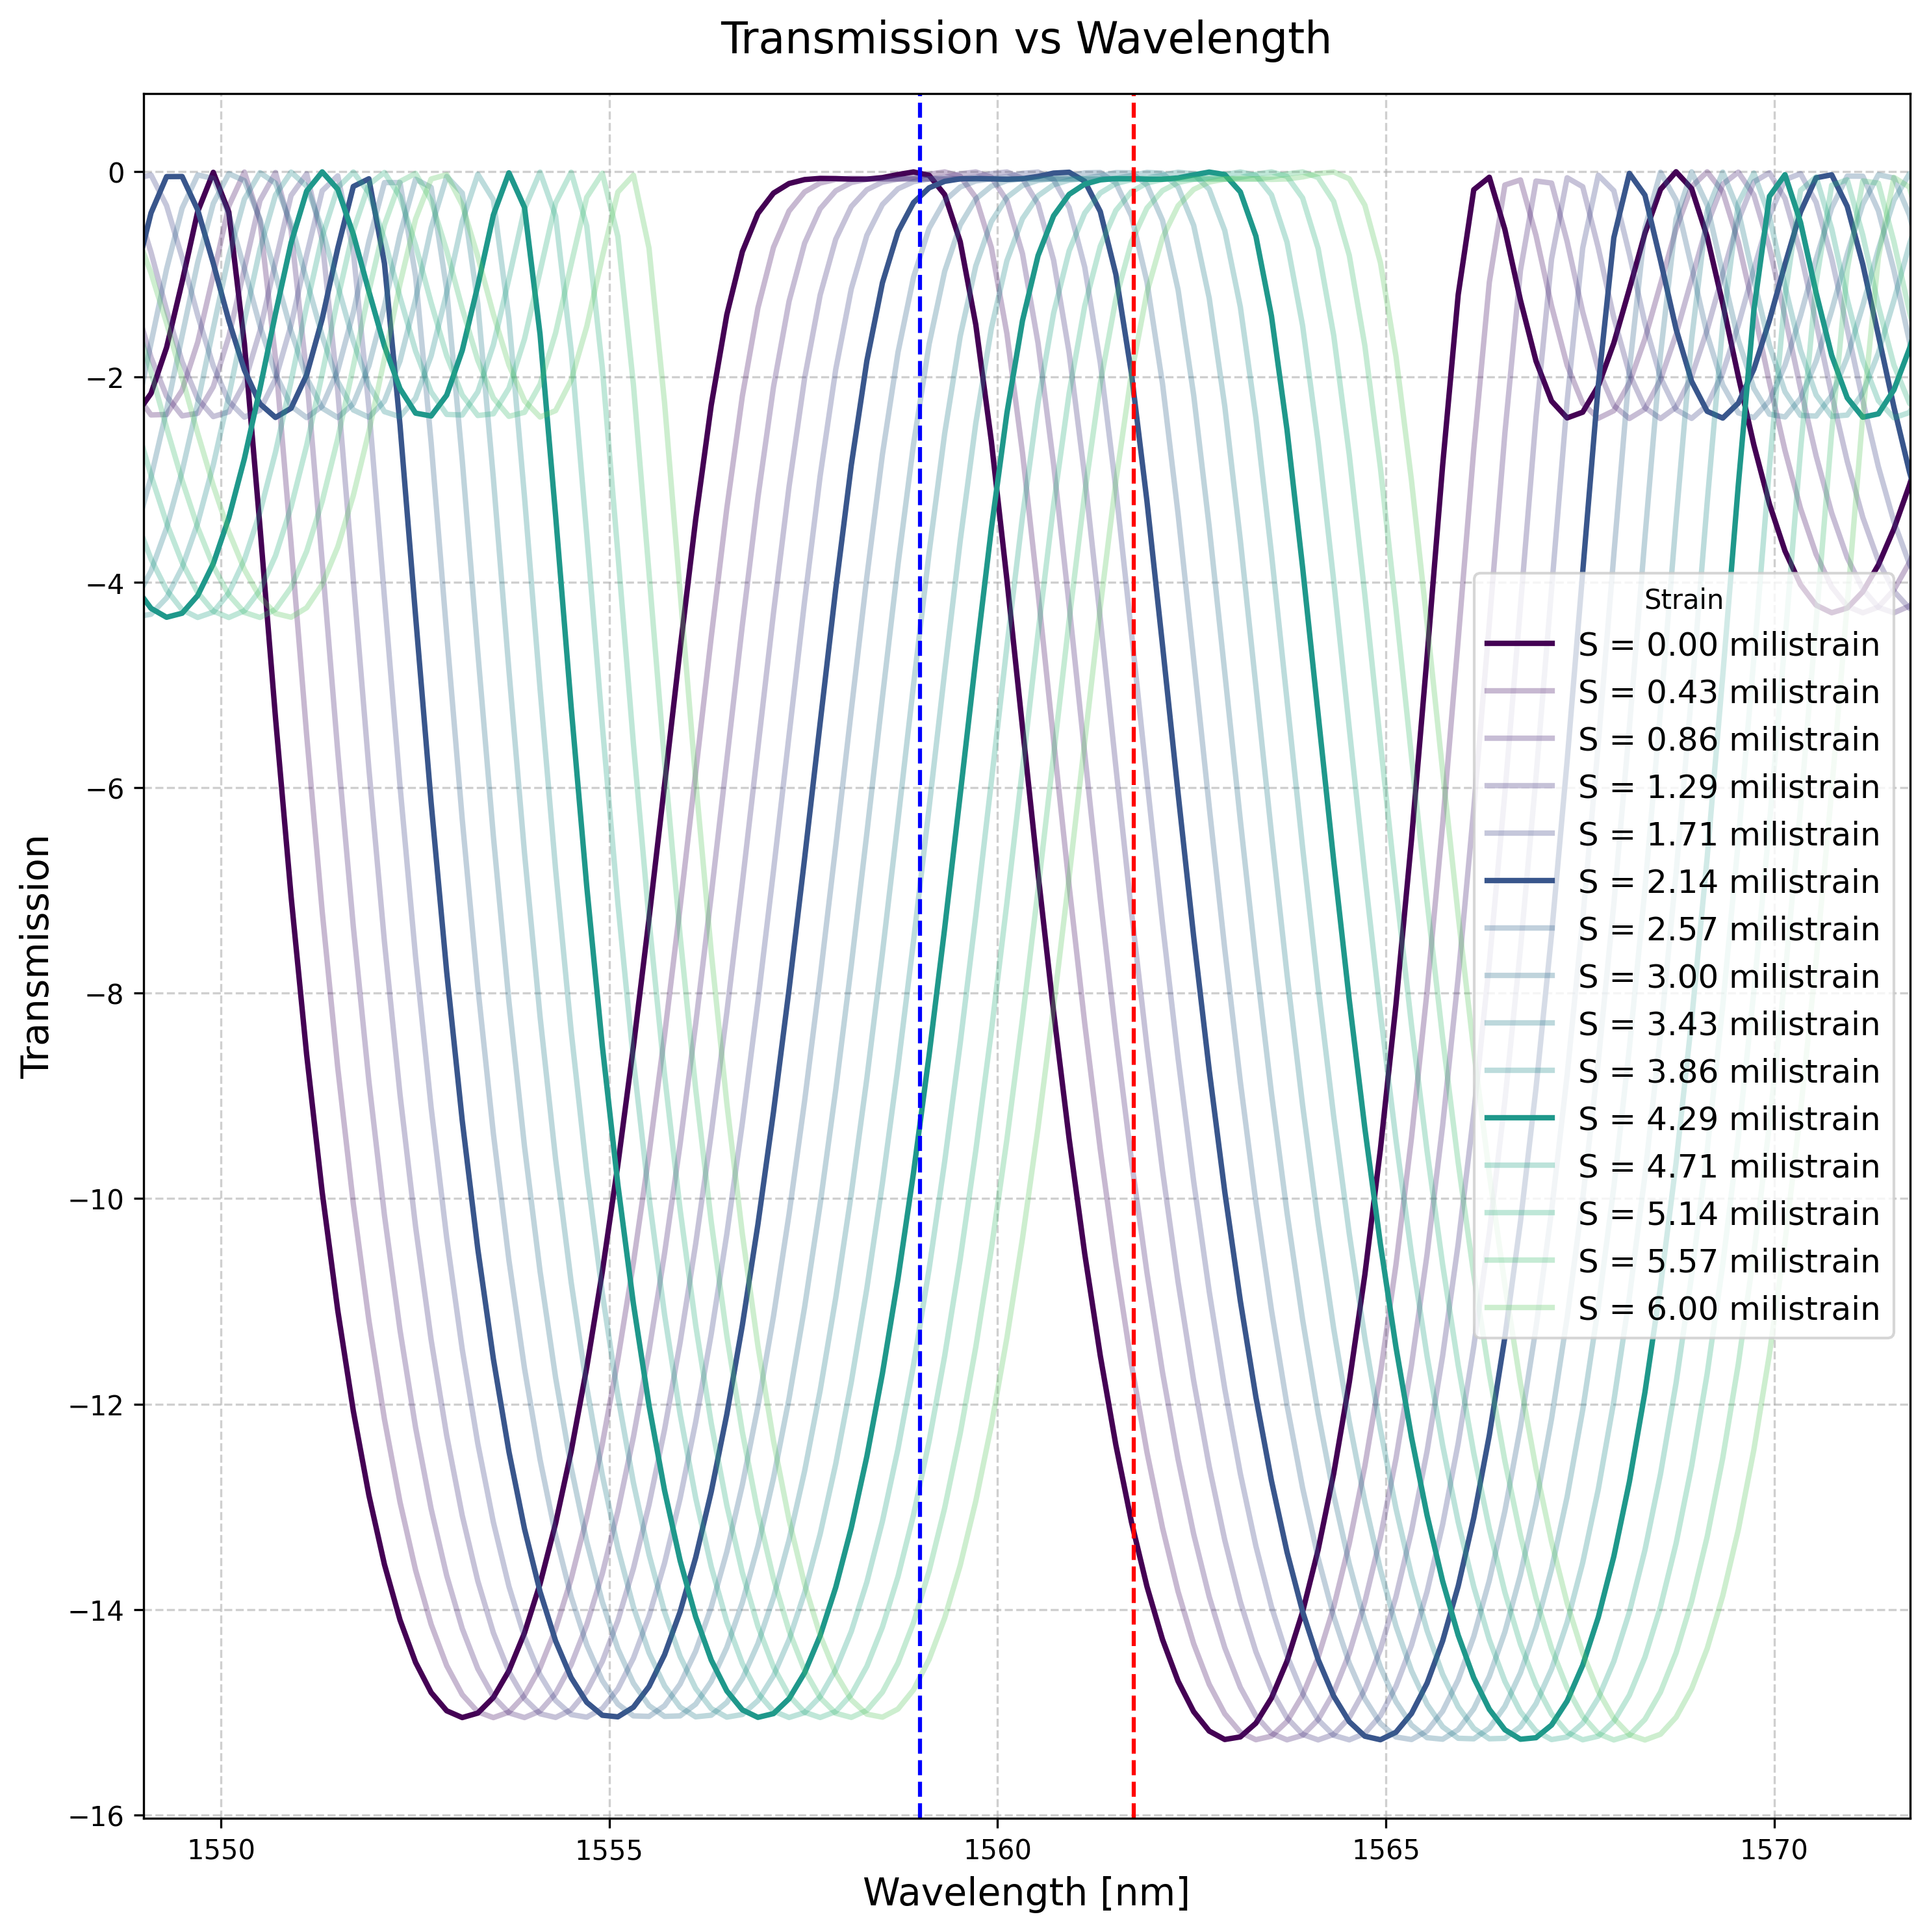 Transmission vs Wavelength
0
−2
−4
−6
−8
−10
−12
−14
−16
Transmission
1550
1555
1560
1565
1570
Wavelength [nm]
Strain
S = 0.00 milistrain
S = 0.43 milistrain
S = 0.86 milistrain
S = 1.29 milistrain
S = 1.71 milistrain
S = 2.14 milistrain
S = 2.57 milistrain
S = 3.00 milistrain
S = 3.43 milistrain
S = 3.86 milistrain
S = 4.29 milistrain
S = 4.71 milistrain
S = 5.14 milistrain
S = 5.57 milistrain
S = 6.00 milistrain